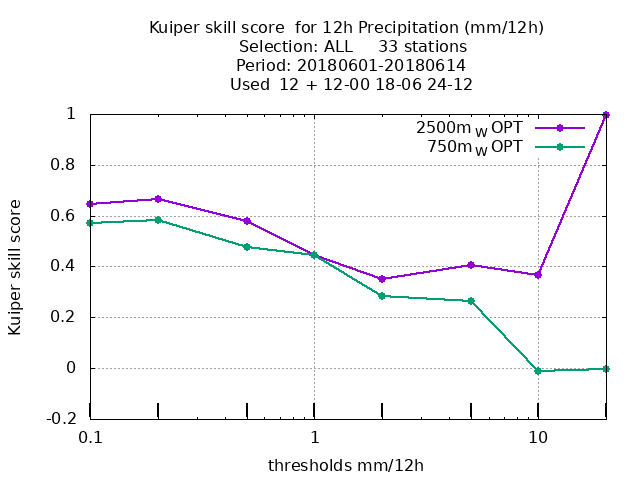 Kuiper skill score  for 12h Precipitation (mm/12h)
Selection: ALL     33 stations
Period: 20180601-20180614
Used  12 + 12-00 18-06 24-12
2500m_W OPT
750m_W OPT
1
0.8
0.6
0.4
0.2
0
-0.2
Kuiper skill score
0.1
1
10
thresholds mm/12h